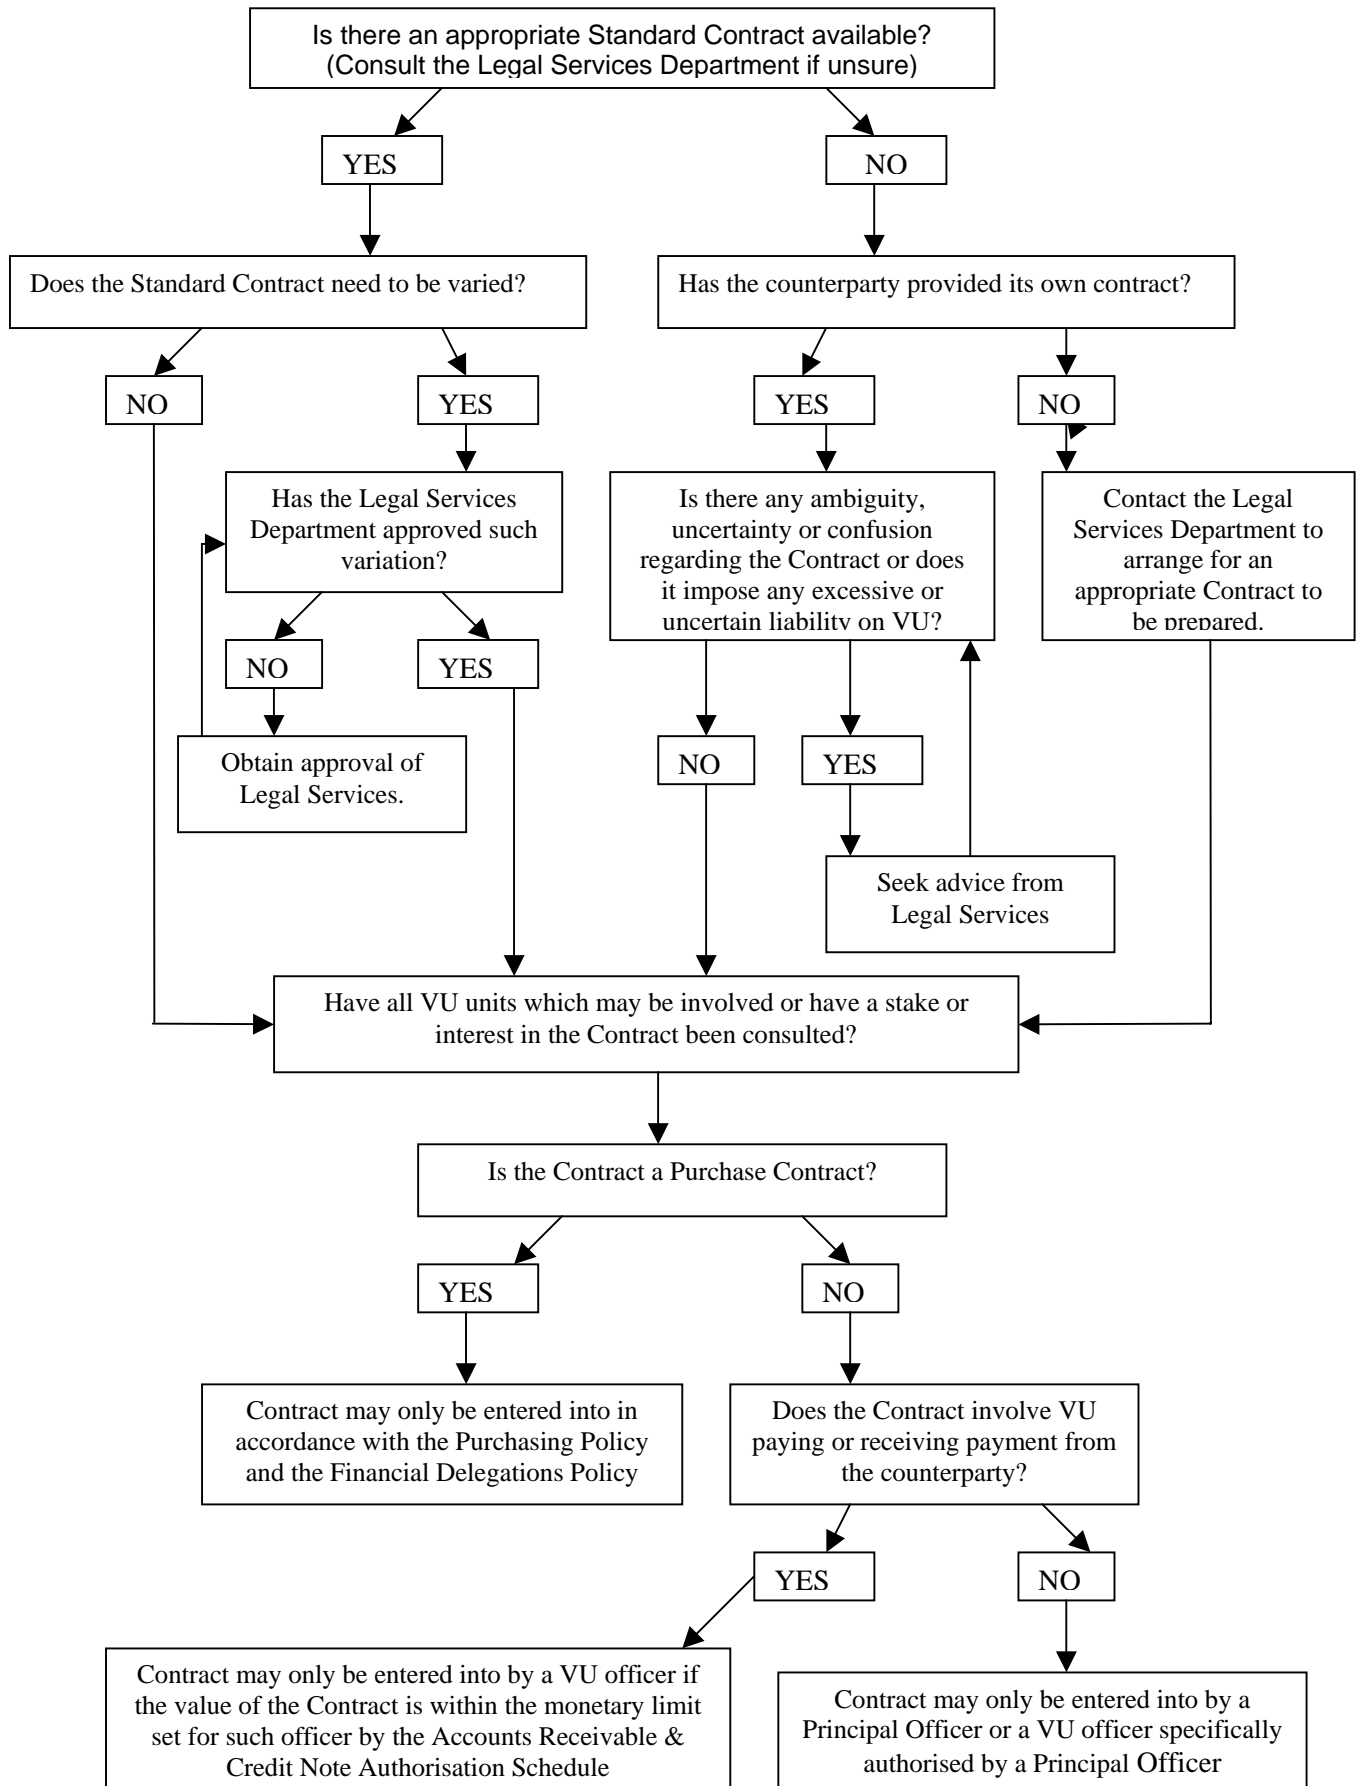 Is there an appropriate Standard Contract available?
(Consult the Legal Services Department if unsure)
YES
NO
Does the Standard Contract need to be varied?
Has the counterparty provided its own contract?
NO
YES
YES
NO
Has the Legal Services
Department approved such
variation?
Is there any ambiguity,
uncertainty or confusion
regarding the Contract or does
it impose any excessive or
uncertain liability on VU?
Contact the Legal
Services Department to
arrange for an
appropriate Contract to
be prepared.
NO
YES
Obtain approval of
Legal Services.
NO
YES
Seek advice from
Legal Services
Have all VU units which may be involved or have a stake or
interest in the Contract been consulted?
Is the Contract a Purchase Contract?
YES
NO
Contract may only be entered into in
accordance with the Purchasing Policy
and the Financial Delegations Policy
Does the Contract involve VU
paying or receiving payment from
the counterparty?
YES
NO
Contract may only be entered into by a VU officer if
the value of the Contract is within the monetary limit
set for such officer by the Accounts Receivable &
Credit Note Authorisation Schedule
Contract may only be entered into by a
Principal Officer or a VU officer specifically
authorised by a Principal Officer